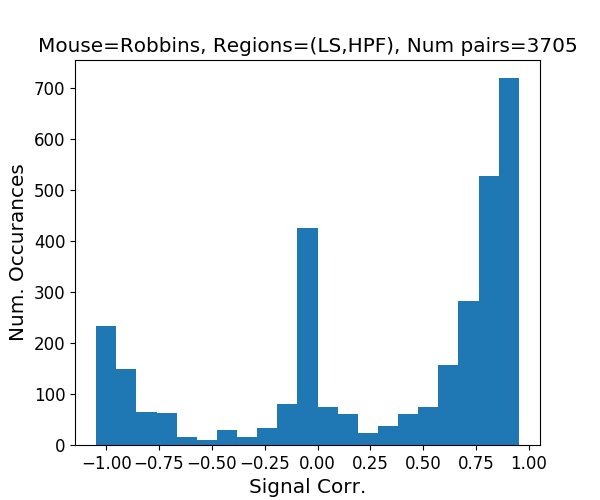 Mouse=Robbins, Regions=(LS,HPF), Num pairs=3705
700
600
500
400
300
200
100
0
Num. Occurances
−1.00 −0.75 −0.50 −0.25 0.00 0.25 0.50 0.75 1.00
Signal Corr.